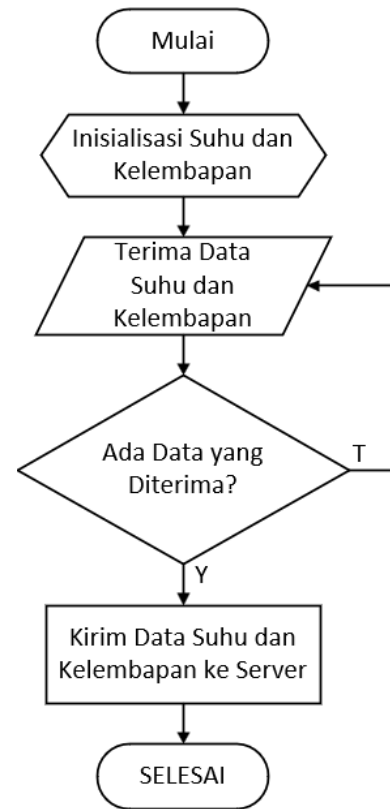 Mulai
Inisialisasi Suhu dan
Kelembapan
Terima Data
Suhu dan
Kelembapan
Ada Data yang
Diterima?
T
Y
Kirim Data Suhu dan
Kelembapan ke Server
SELESAI